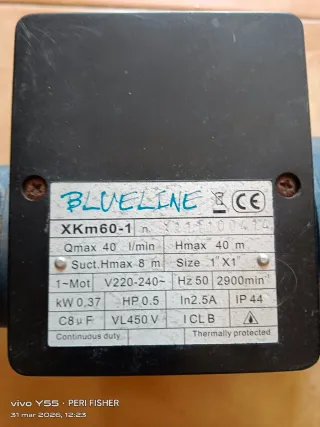 BLUELINE CE
XKm60-1 n.
Qmax 40 l/min Hmax 40 m
Suct.Hmax 8 m Size 1"X1"
1~Mot V220-240~ Hz 50 2900min⁻¹
kW 0,37 HP 0.5 In2.5A IP 44
C8µF VL450V I CL B
Continuous duty Thermally protected
vivo Y55 · PERI FISHER
31 mar 2026, 12:23